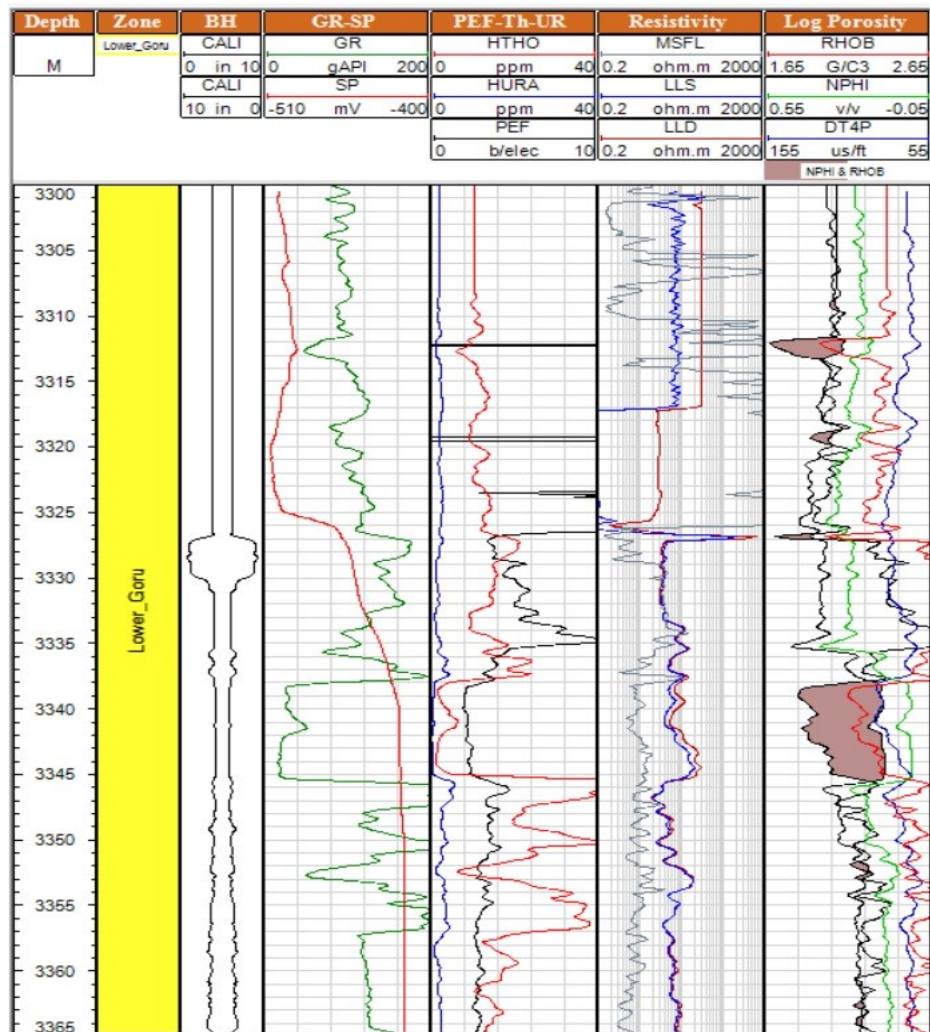 Depth Zone BH GR-SP PEF-Th-UR Resistivity Log Porosity
M Lower_Goru CALI GR HTHO MSFL RHOB
0 in 10 0 gAPI 200 0 ppm 40 0.2 ohm.m 2000 1.65 G/C3 2.65
CALI SP HURA LLS NPHI
10 in 0 -510 mV -400 0 ppm 40 0.2 ohm.m 2000 0.55 v/v -0.05
PEF LLD DT4P
0 b/elec 10 0.2 ohm.m 2000 155 us/ft 55
NPHI & RHOB
3300
3305
3310
3315
3320
3325
3330
Lower_Goru
3335
3340
3345
3350
3355
3360
3365